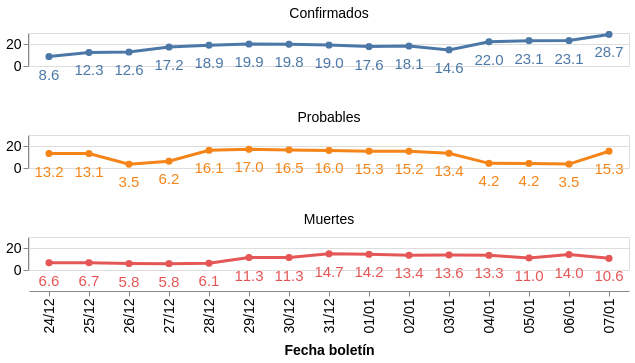 Confirmados
20
0
8.6 12.3 12.6 17.2 18.9 19.9 19.8 19.0 17.6 18.1 14.6 22.0 23.1 23.1 28.7
Probables
20
0
13.2 13.1 3.5 6.2 16.1 17.0 16.5 16.0 15.3 15.2 13.4 4.2 4.2 3.5 15.3
Muertes
20
0
6.6 6.7 5.8 5.8 6.1 11.3 11.3 14.7 14.2 13.4 13.6 13.3 11.0 14.0 10.6
24/12 25/12 26/12 27/12 28/12 29/12 30/12 31/12 01/01 02/01 03/01 04/01 05/01 06/01 07/01
Fecha boletín